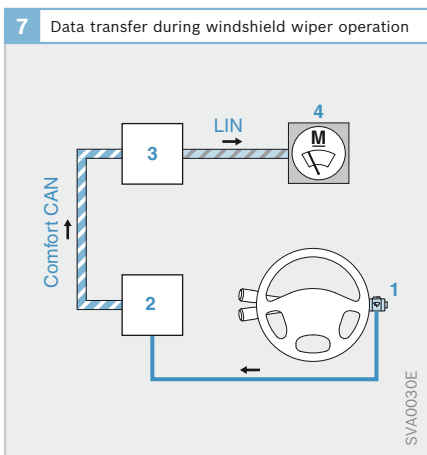 7 Data transfer during windshield wiper operation
4
LIN
M
3
Comfort CAN
1
2
SVA0030E